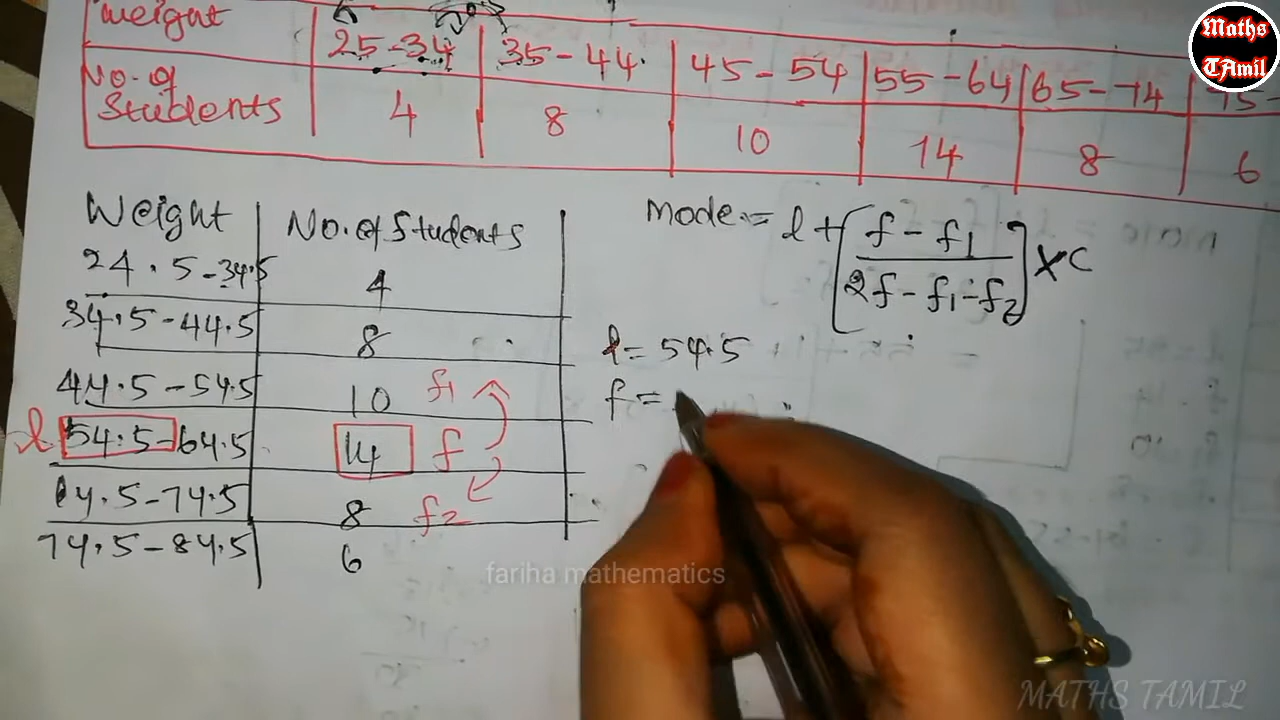 Maths
TAmil
Weight 25-34 35-44 45-54 55-64 65-74 75-
No. of Students 4 8 10 14 8 6
Weight No. of Students
24.5-34.5 4
34.5-44.5 8
44.5-54.5 10 f1
l 54.5-64.5 14 f
64.5-74.5 8 f2
74.5-84.5 6
Mode = l + [f - f1 / 2f - f1 - f2] × c
l = 54.5
f =
fariha mathematics
MATHS TAMIL